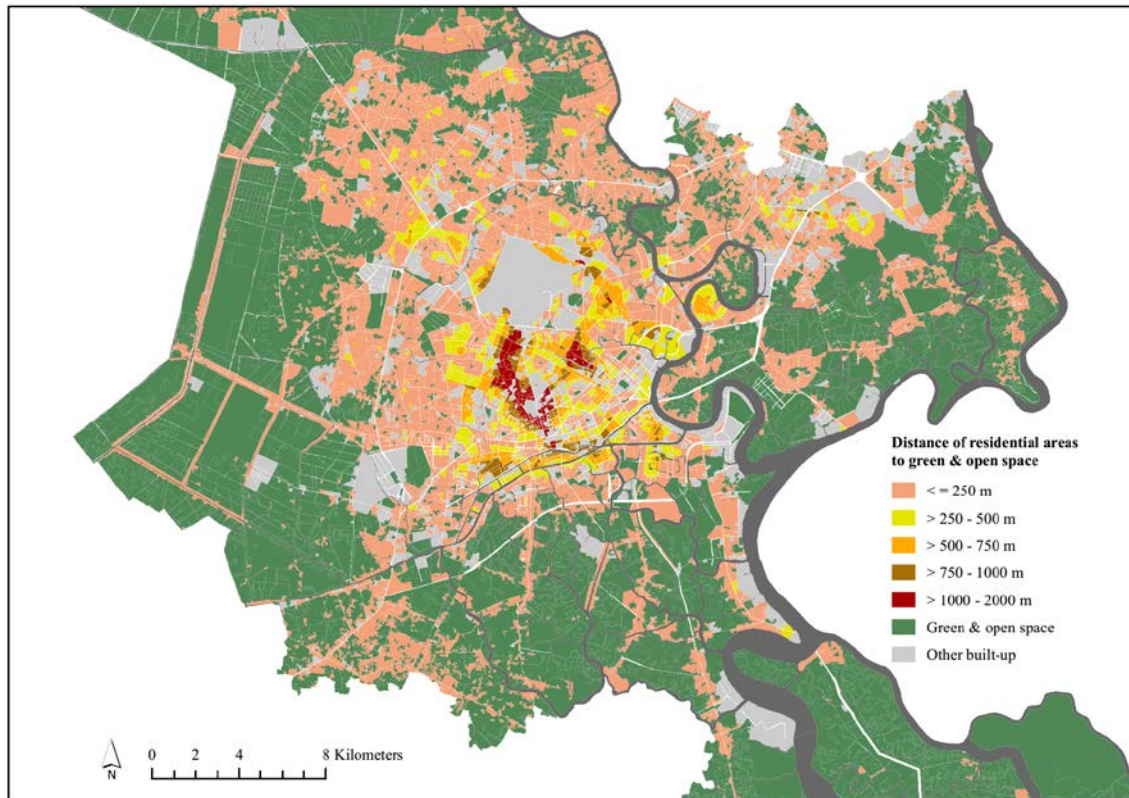 Distance of residential areas
to green & open space
< = 250 m
> 250 - 500 m
> 500 - 750 m
> 750 - 1000 m
> 1000 - 2000 m
Green & open space
Other built-up
N
0 2 4 8 Kilometers